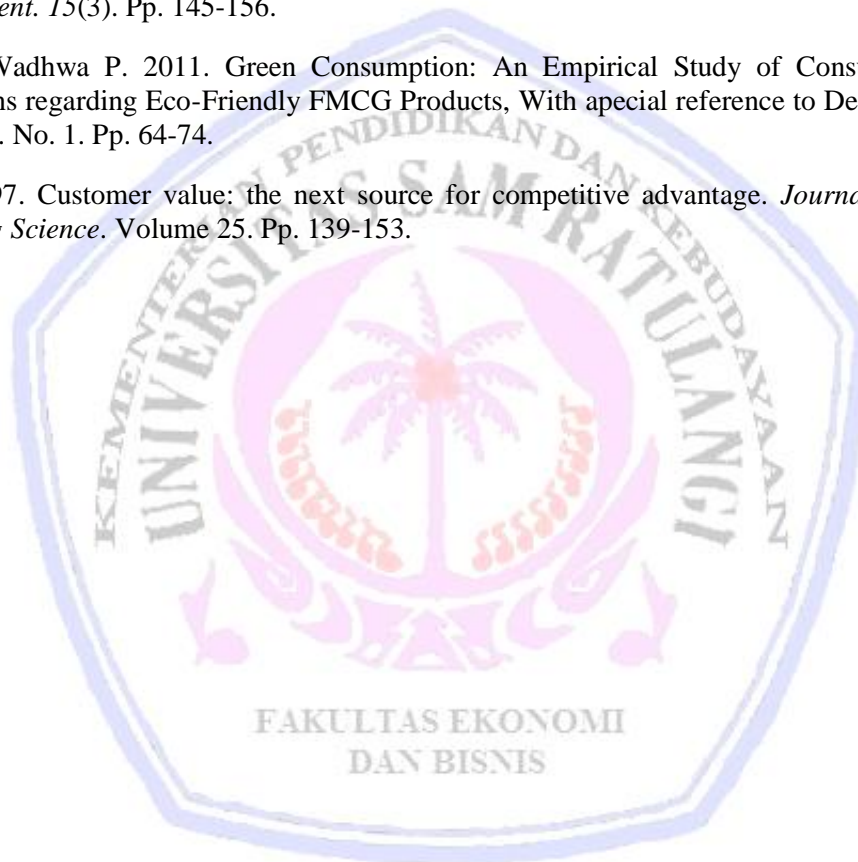 ent. 15(3). Pp. 145-156.
Wadhwa P. 2011. Green Consumption: An Empirical Study of Cons
ns regarding Eco-Friendly FMCG Products, With apecial reference to De
. No. 1. Pp. 64-74.
97. Customer value: the next source for competitive advantage. Journa
Science. Volume 25. Pp. 139-153.
KEMENTERIAN PENDIDIKAN DAN KEBUDAYAAN
UNIVERSITAS SAM RATULANGI
FAKULTAS EKONOMI
DAN BISNIS